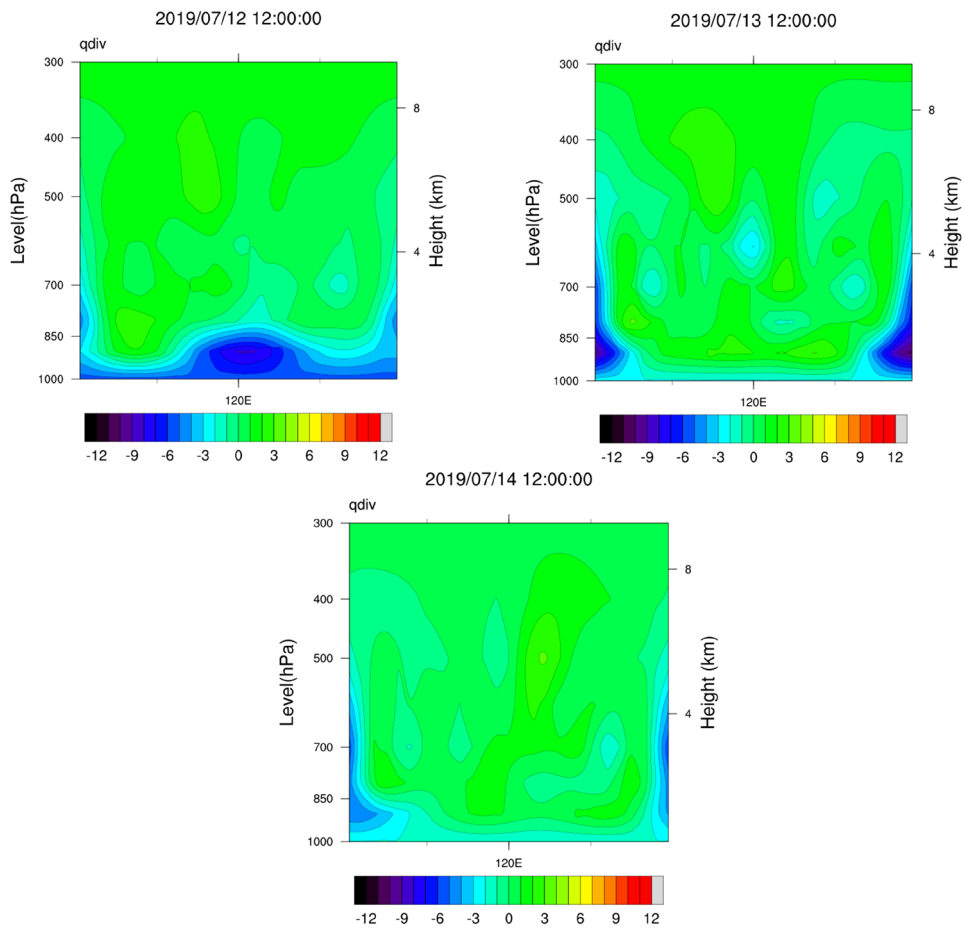 2019/07/12 12:00:00
qdiv
300
400
500
700
850
1000
Level(hPa)
8
4
Height (km)
120E
-12 -9 -6 -3 0 3 6 9 12
2019/07/13 12:00:00
qdiv
300
400
500
700
850
1000
Level(hPa)
8
4
Height (km)
120E
-12 -9 -6 -3 0 3 6 9 12
2019/07/14 12:00:00
qdiv
300
400
500
700
850
1000
Level(hPa)
8
4
Height (km)
120E
-12 -9 -6 -3 0 3 6 9 12